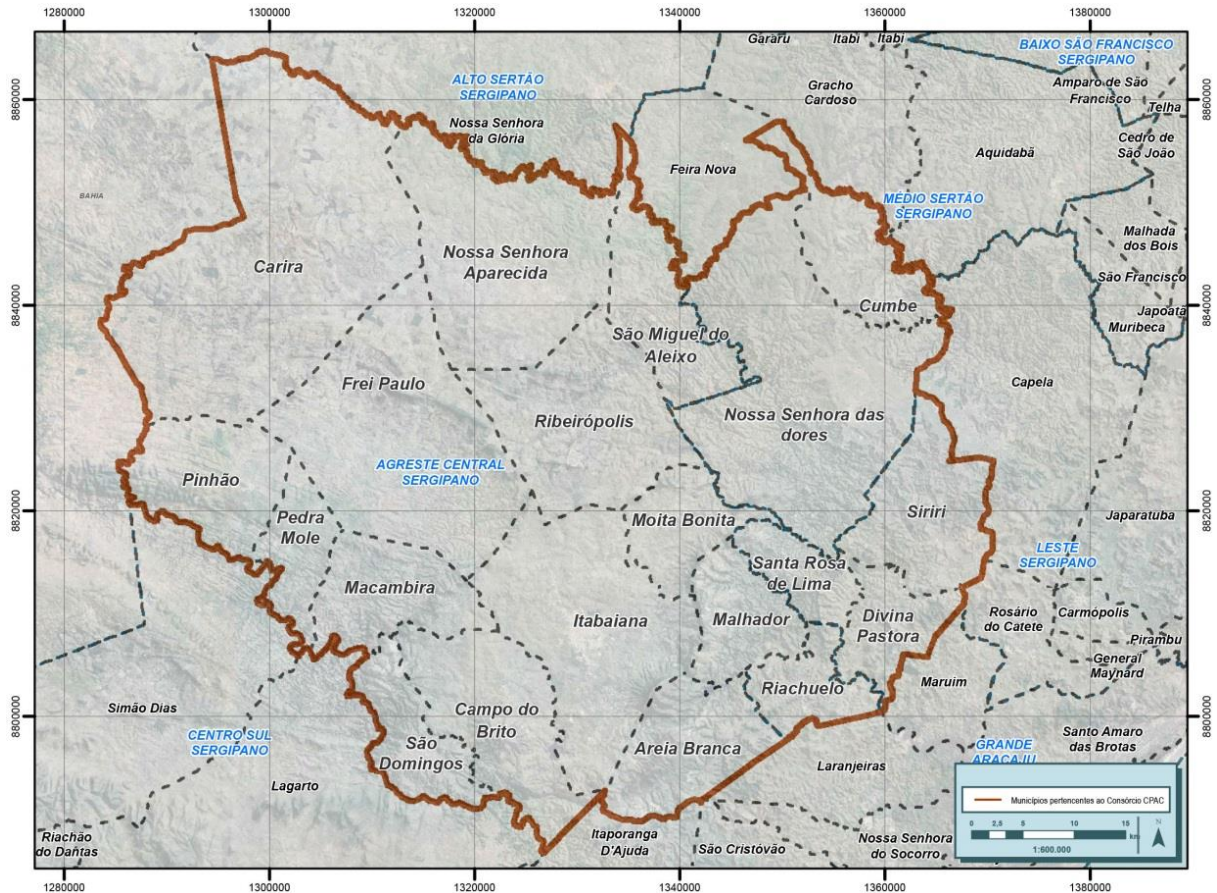 1280000 1300000 1320000 1340000 1360000 1380000
Gararu Itabi Itabi
BAIXO SÃO FRANCISCO
SERGIPANO
ALTO SERTÃO
SERGIPANO
Gracho
Cardoso
Amparo de São
Francisco
8860000 8860000
Telha
Nossa Senhora
da Glória
Cedro de
São João
Aquidabã
Feira Nova
BAHIA
MÉDIO SERTÃO
SERGIPANO
Malhada
dos Bois
Nossa Senhora
Aparecida
Carira
São Francisco
Cumbe
8840000 8840000
Japoatã
Muribeca
São Miguel do
Aleixo
Frei Paulo
Capela
Ribeirópolis
Nossa Senhora das
dores
AGRESTE CENTRAL
SERGIPANO
Pinhão
8820000 8820000
Pedra
Mole
Moita Bonita
Siriri
Japaratuba
LESTE
SERGIPANO
Santa Rosa
de Lima
Macambira
Itabaiana
Malhador
Divina
Pastora
Rosário
do Catete
Carmópolis
Pirambu
General
Maynard
Maruim
Riachuelo
Simão Dias
8800000 8800000
CENTRO SUL
SERGIPANO
Campo do
Brito
São
Domingos
Areia Branca
Santo Amaro
das Brotas
GRANDE
ARACAJU
Laranjeiras
Lagarto
Municípios pertencentes ao Consórcio CPAC
0 2,5 5 10 15
km
N
1:600.000
Riachão
do Dantas
Itaporanga
D'Ajuda
São Cristóvão
Nossa Senhora
do Socorro
1280000 1300000 1320000 1340000 1360000 1380000